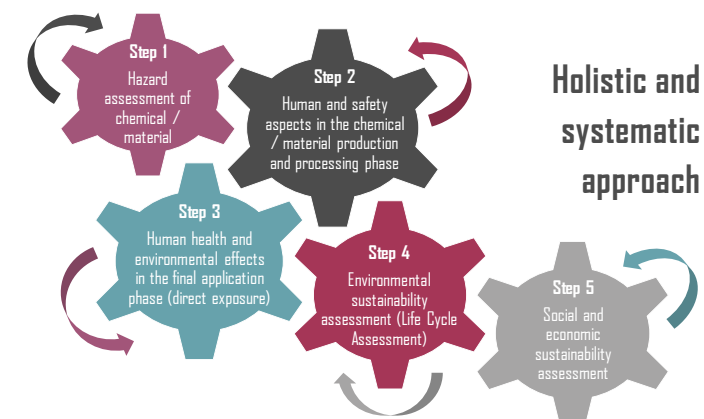 Step 1
Hazard
assessment of
chemical /
material
Step 2
Human and safety
aspects in the chemical
/ material production
and processing phase
Holistic and
systematic
approach
Step 3
Human health and
environmental effects
in the final application
phase (direct exposure)
Step 4
Environmental
sustainability
assessment (Life Cycle
Assessment)
Step 5
Social and
economic
sustainability
assessment